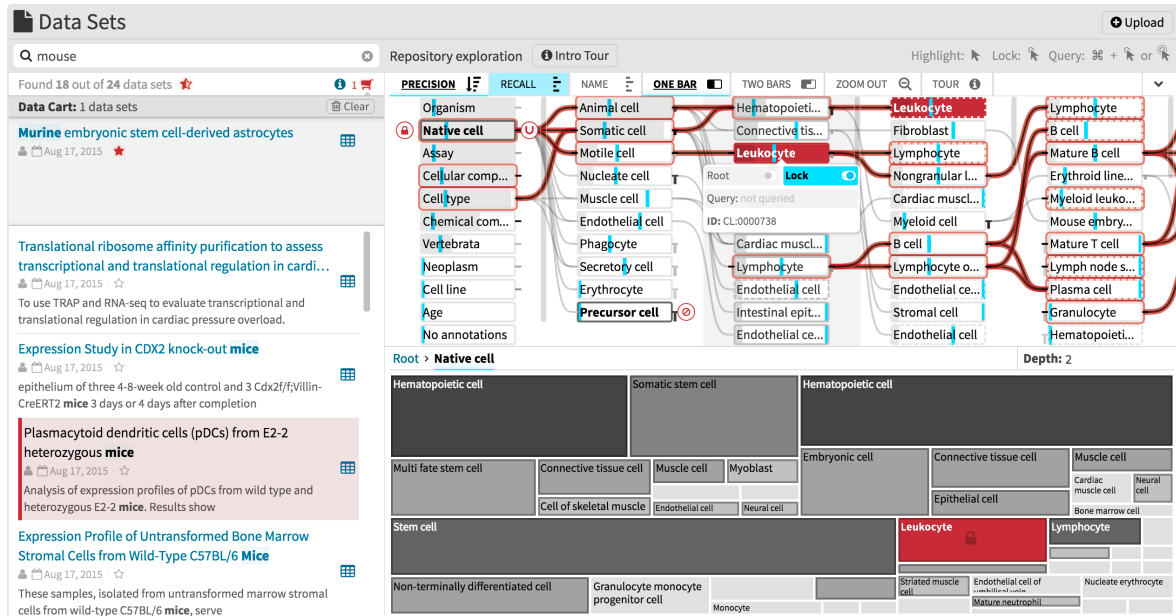 Data Sets
Upload
mouse
Repository exploration
Intro Tour
Highlight:
Lock:
Query: ⌘ +
or
Found 18 out of 24 data sets
1
PRECISION
RECALL
NAME
ONE BAR
TWO BARS
ZOOM OUT
TOUR
Data Cart: 1 data sets
Clear
Murine embryonic stem cell-derived astrocytes
Aug 17, 2015 ·
Translational ribosome affinity purification to assess
transcriptional and translational regulation in cardi...
Aug 17, 2015 ·
To use TRAP and RNA-seq to evaluate transcriptional and
translational regulation in cardiac pressure overload.
Expression Study in CDX2 knock-out mice
Aug 17, 2015 ·
epithelium of three 4-8-week old control and 3 Cdx2f/f;Villin-
CreERT2 mice 3 days or 4 days after completion
Plasmacytoid dendritic cells (pDCs) from E2-2
heterozygous mice
Aug 17, 2015 ·
Analysis of expression profiles of pDCs from wild type and
heterozygous E2-2 mice. Results show
Expression Profile of Untransformed Bone Marrow
Stromal Cells from Wild-Type C57BL/6 Mice
Aug 17, 2015 ·
These samples, isolated from untransformed marrow stromal
cells from wild-type C57BL/6 mice, serve
Organism
Native cell
Assay
Cellular comp...
Cell type
Chemical com...
Vertebrata
Neoplasm
Cell line
Age
No annotations
Animal cell
Somatic cell
Motile cell
Nucleate cell
Muscle cell
Endothelial cell
Phagocyte
Secretory cell
Erythrocyte
Precursor cell
Hematopoieti...
Connective tis...
Leukocyte
Root
Lock
Query: not queried
ID: CL:0000738
Cardiac muscl...
Lymphocyte
Endothelial cell
Intestinal epit...
Endothelial ce...
Leukocyte
Fibroblast
Lymphocyte
Nongranular l...
Cardiac muscl...
Myeloid cell
B cell
Lymphocyte o...
Endothelial ce...
Stromal cell
Endothelial cell
Lymphocyte
B cell
Mature B cell
Erythroid line...
Myeloid leuko...
Mouse embry...
Mature T cell
Lymph node s...
Plasma cell
Granulocyte
Hematopoieti...
Root › Native cell
Depth: 2
Hematopoietic cell
Somatic stem cell
Hematopoietic cell
Multi fate stem cell
Connective tissue cell
Muscle cell
Myoblast
Cell of skeletal muscle
Endothelial cell
Neural cell
Embryonic cell
Connective tissue cell
Muscle cell
Epithelial cell
Cardiac
muscle cell
Neural
cell
Bone marrow cell
Stem cell
Leukocyte
Lymphocyte
Non-terminally differentiated cell
Granulocyte monocyte
progenitor cell
Monocyte
Striated muscle
cell
Endothelial cell of
umbilical vein
Nucleate erythrocyte
Mature neutrophil